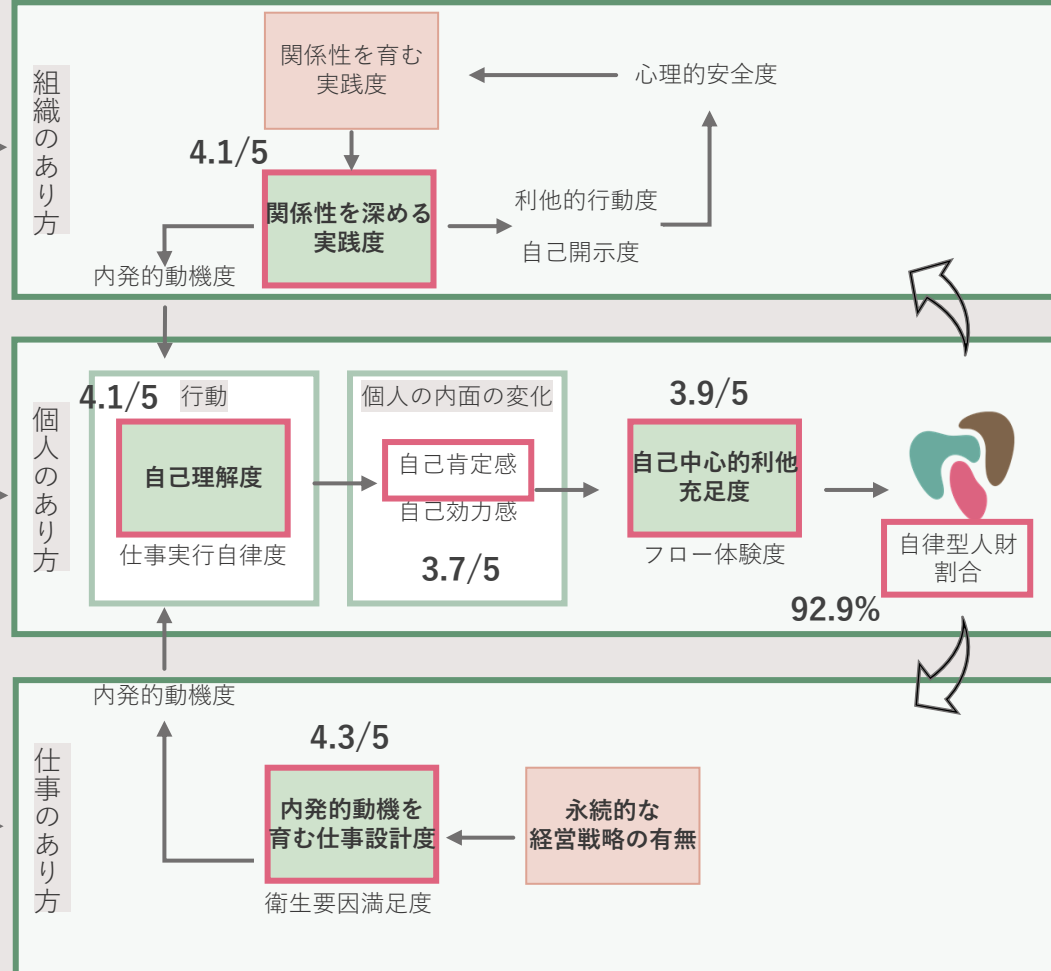 組織のあり方
関係性を育む
実践度
心理的安全度
4.1/5
関係性を深める
実践度
利他的行動度
自己開示度
内発的動機度
個人のあり方
4.1/5
行動
自己理解度
仕事実行自律度
個人の内面の変化
自己肯定感
自己効力感
3.7/5
3.9/5
自己中心的利他
充足度
フロー体験度
自律型人財
割合
92.9%
仕事のあり方
内発的動機度
4.3/5
内発的動機を
育む仕事設計度
衛生要因満足度
永続的な
経営戦略の有無